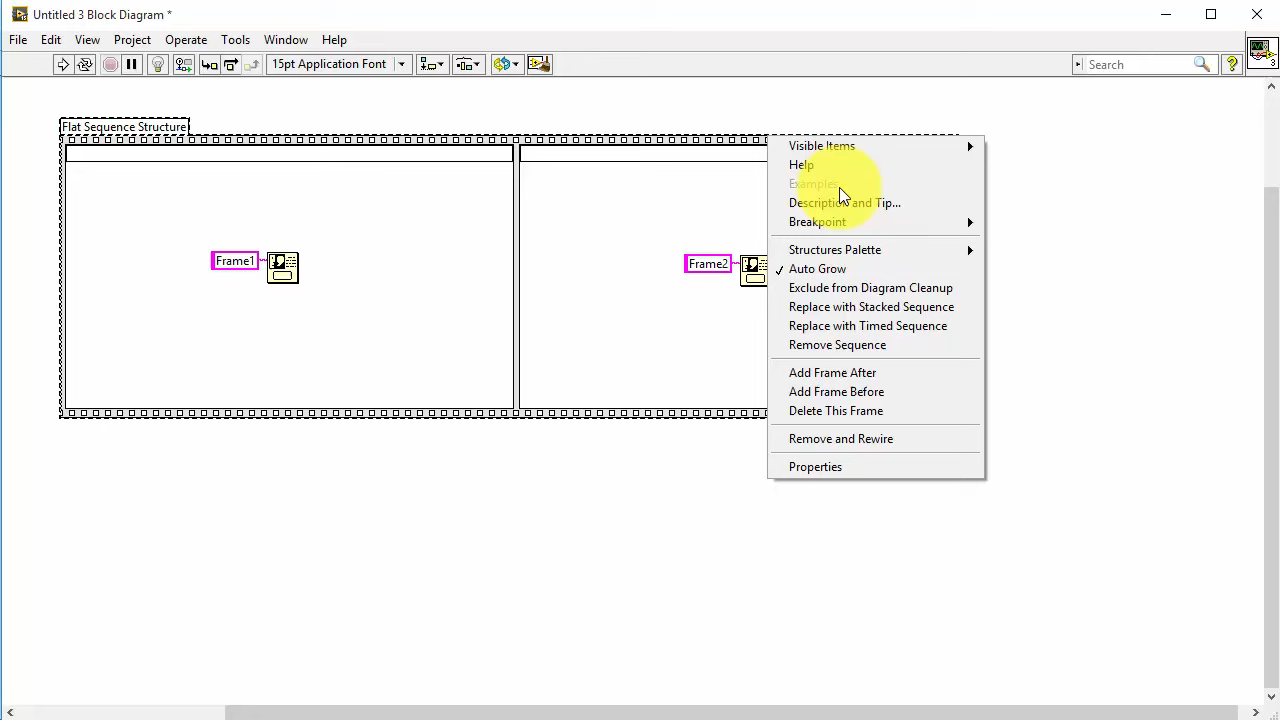 Untitled 3 Block Diagram *
File Edit View Project Operate Tools Window Help
15pt Application Font
Search
?
3
Flat Sequence Structure
Frame1
Frame2
Visible Items
Help
Examples
Description and Tip...
Breakpoint
Structures Palette
Auto Grow
Exclude from Diagram Cleanup
Replace with Stacked Sequence
Replace with Timed Sequence
Remove Sequence
Add Frame After
Add Frame Before
Delete This Frame
Remove and Rewire
Properties